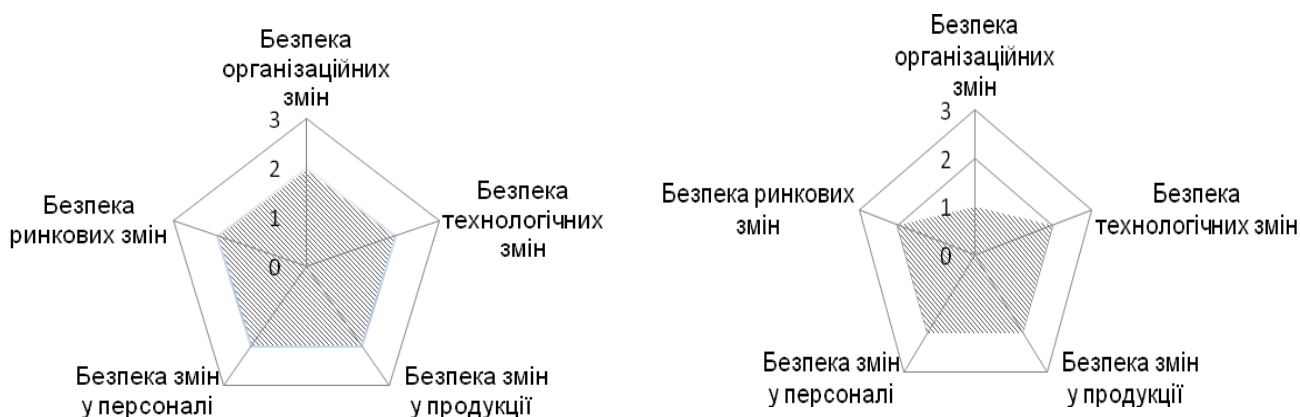 Безпека
організаційних
змін
3
2
1
0
Безпека
технологічних
змін
Безпека
ринкових змін
Безпека змін
у персоналі
Безпека змін
у продукції
Безпека
організаційних
змін
3
2
1
0
Безпека ринкових
змін
Безпека
технологічних змін
Безпека змін
у персоналі
Безпека змін
у продукції